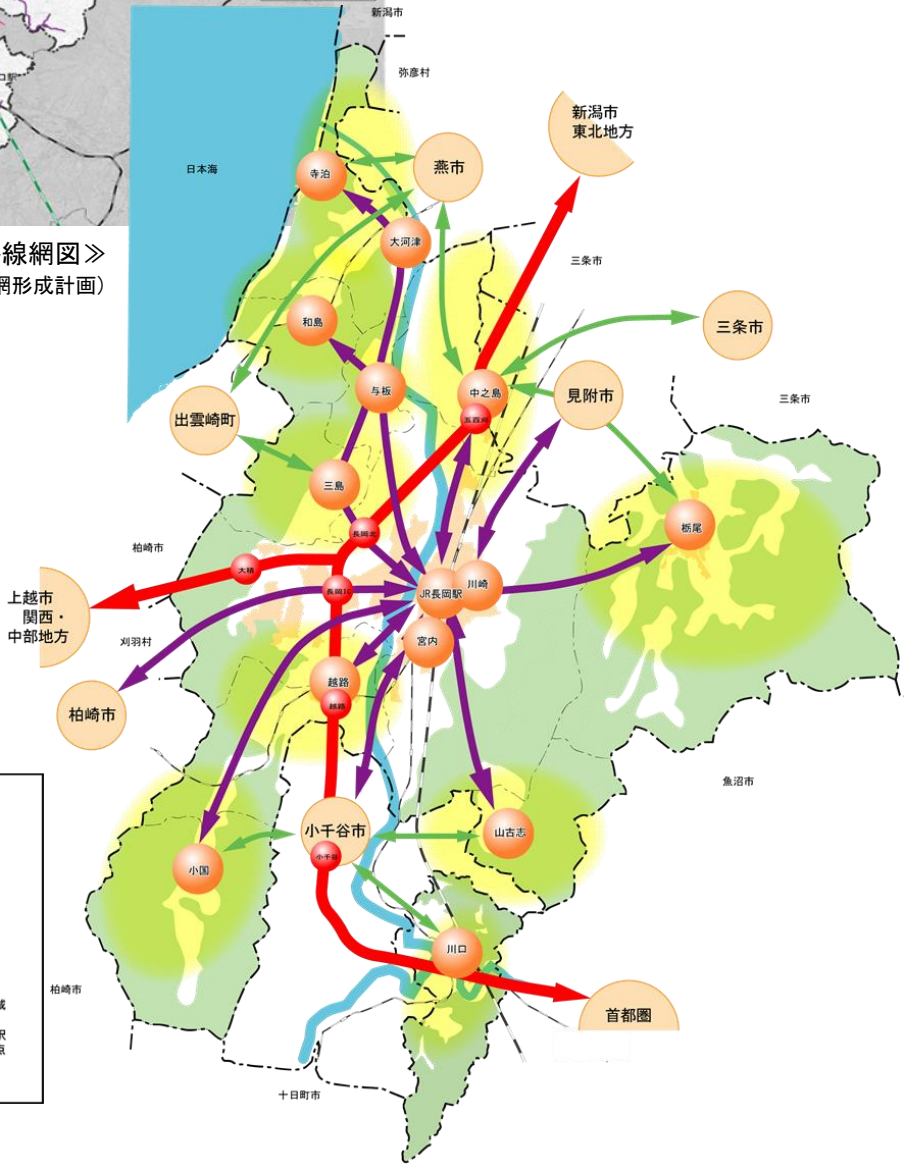 新潟市
弥彦村
口駅
新潟市
東北地方
日本海
燕市
寺泊
線網図≫
網形成計画）
大河津
三条市
和島
三条市
与板
中之島
見附市
三条市
出雲崎町
三島
栃尾
長岡北
柏崎市
大積
上越市
関西・
中部地方
長岡IC
JR長岡駅
川崎
刈羽村
宮内
越路
越路
柏崎市
魚沼市
小千谷市
山古志
小千谷
小国
川口
柏崎市
首都圏
十日町市